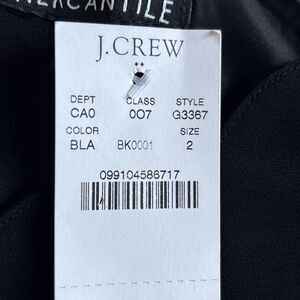 MERCANTILE
J.CREW
DEPT CLASS STYLE
CA0 007 G3367
COLOR SIZE
BLA BK0001 2
099104586717